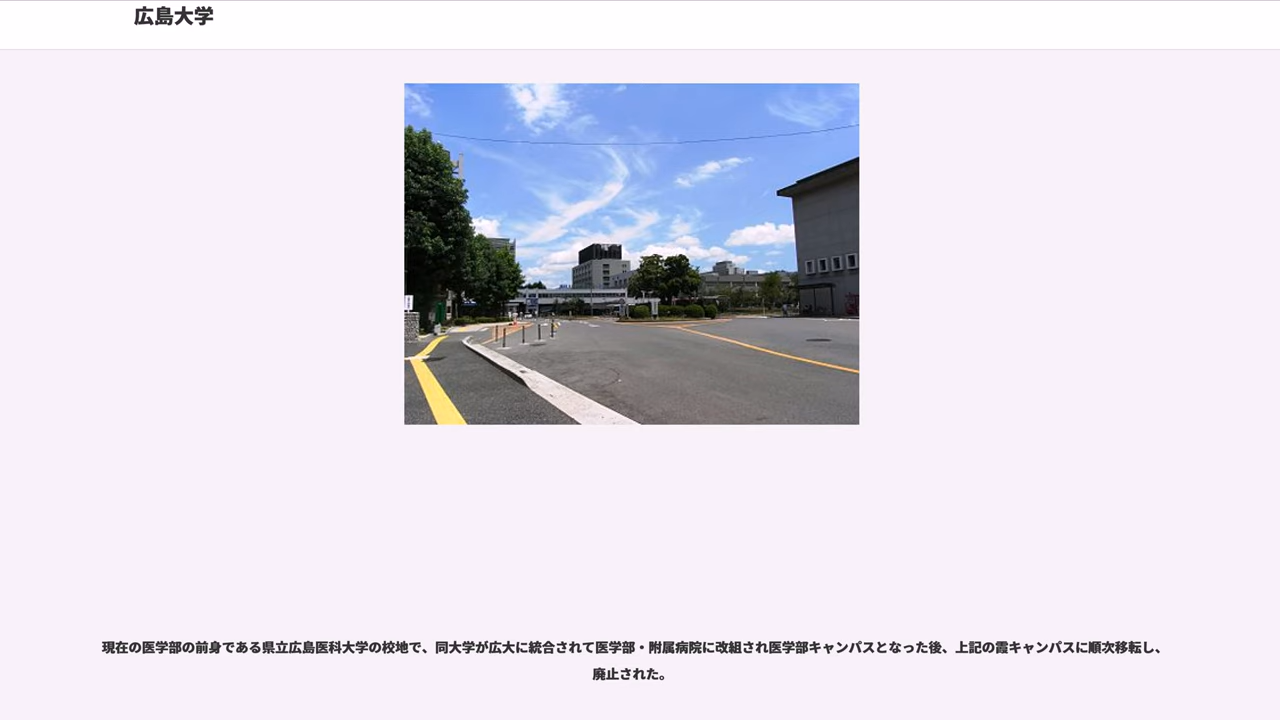 広島大学
現在の医学部の前身である県立広島医科大学の校地で、同大学が広大に統合されて医学部・附属病院に改組され医学部キャンパスとなった後、上記の霞キャンパスに順次移転し、
廃止された。